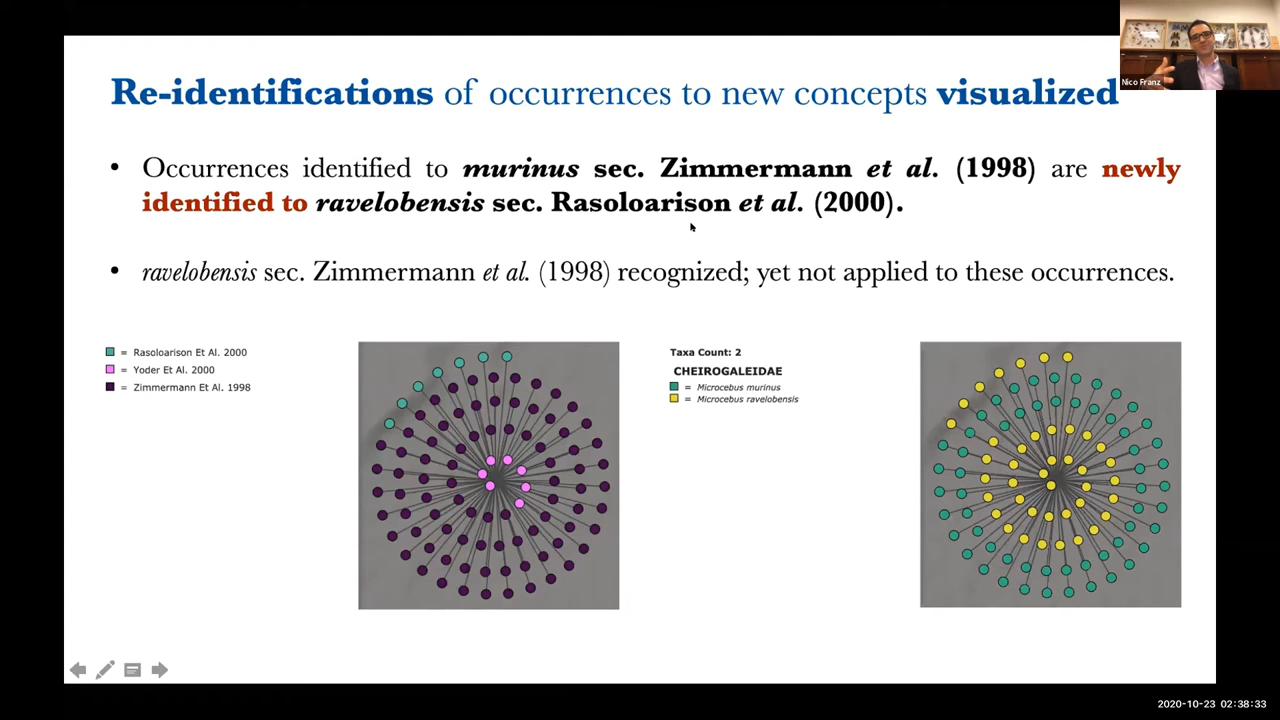 Re-identifications of occurrences to new concepts visualized
Nico Franz
• Occurrences identified to murinus sec. Zimmermann et al. (1998) are newly
identified to ravelobensis sec. Rasoloarison et al. (2000).
• ravelobensis sec. Zimmermann et al. (1998) recognized; yet not applied to these occurrences.
= Rasoloarison Et Al. 2000
= Yoder Et Al. 2000
= Zimmermann Et Al. 1998
Taxa Count: 2
CHEIROGALEIDAE
= Microcebus murinus
= Microcebus ravelobensis
2020-10-23 02:38:33